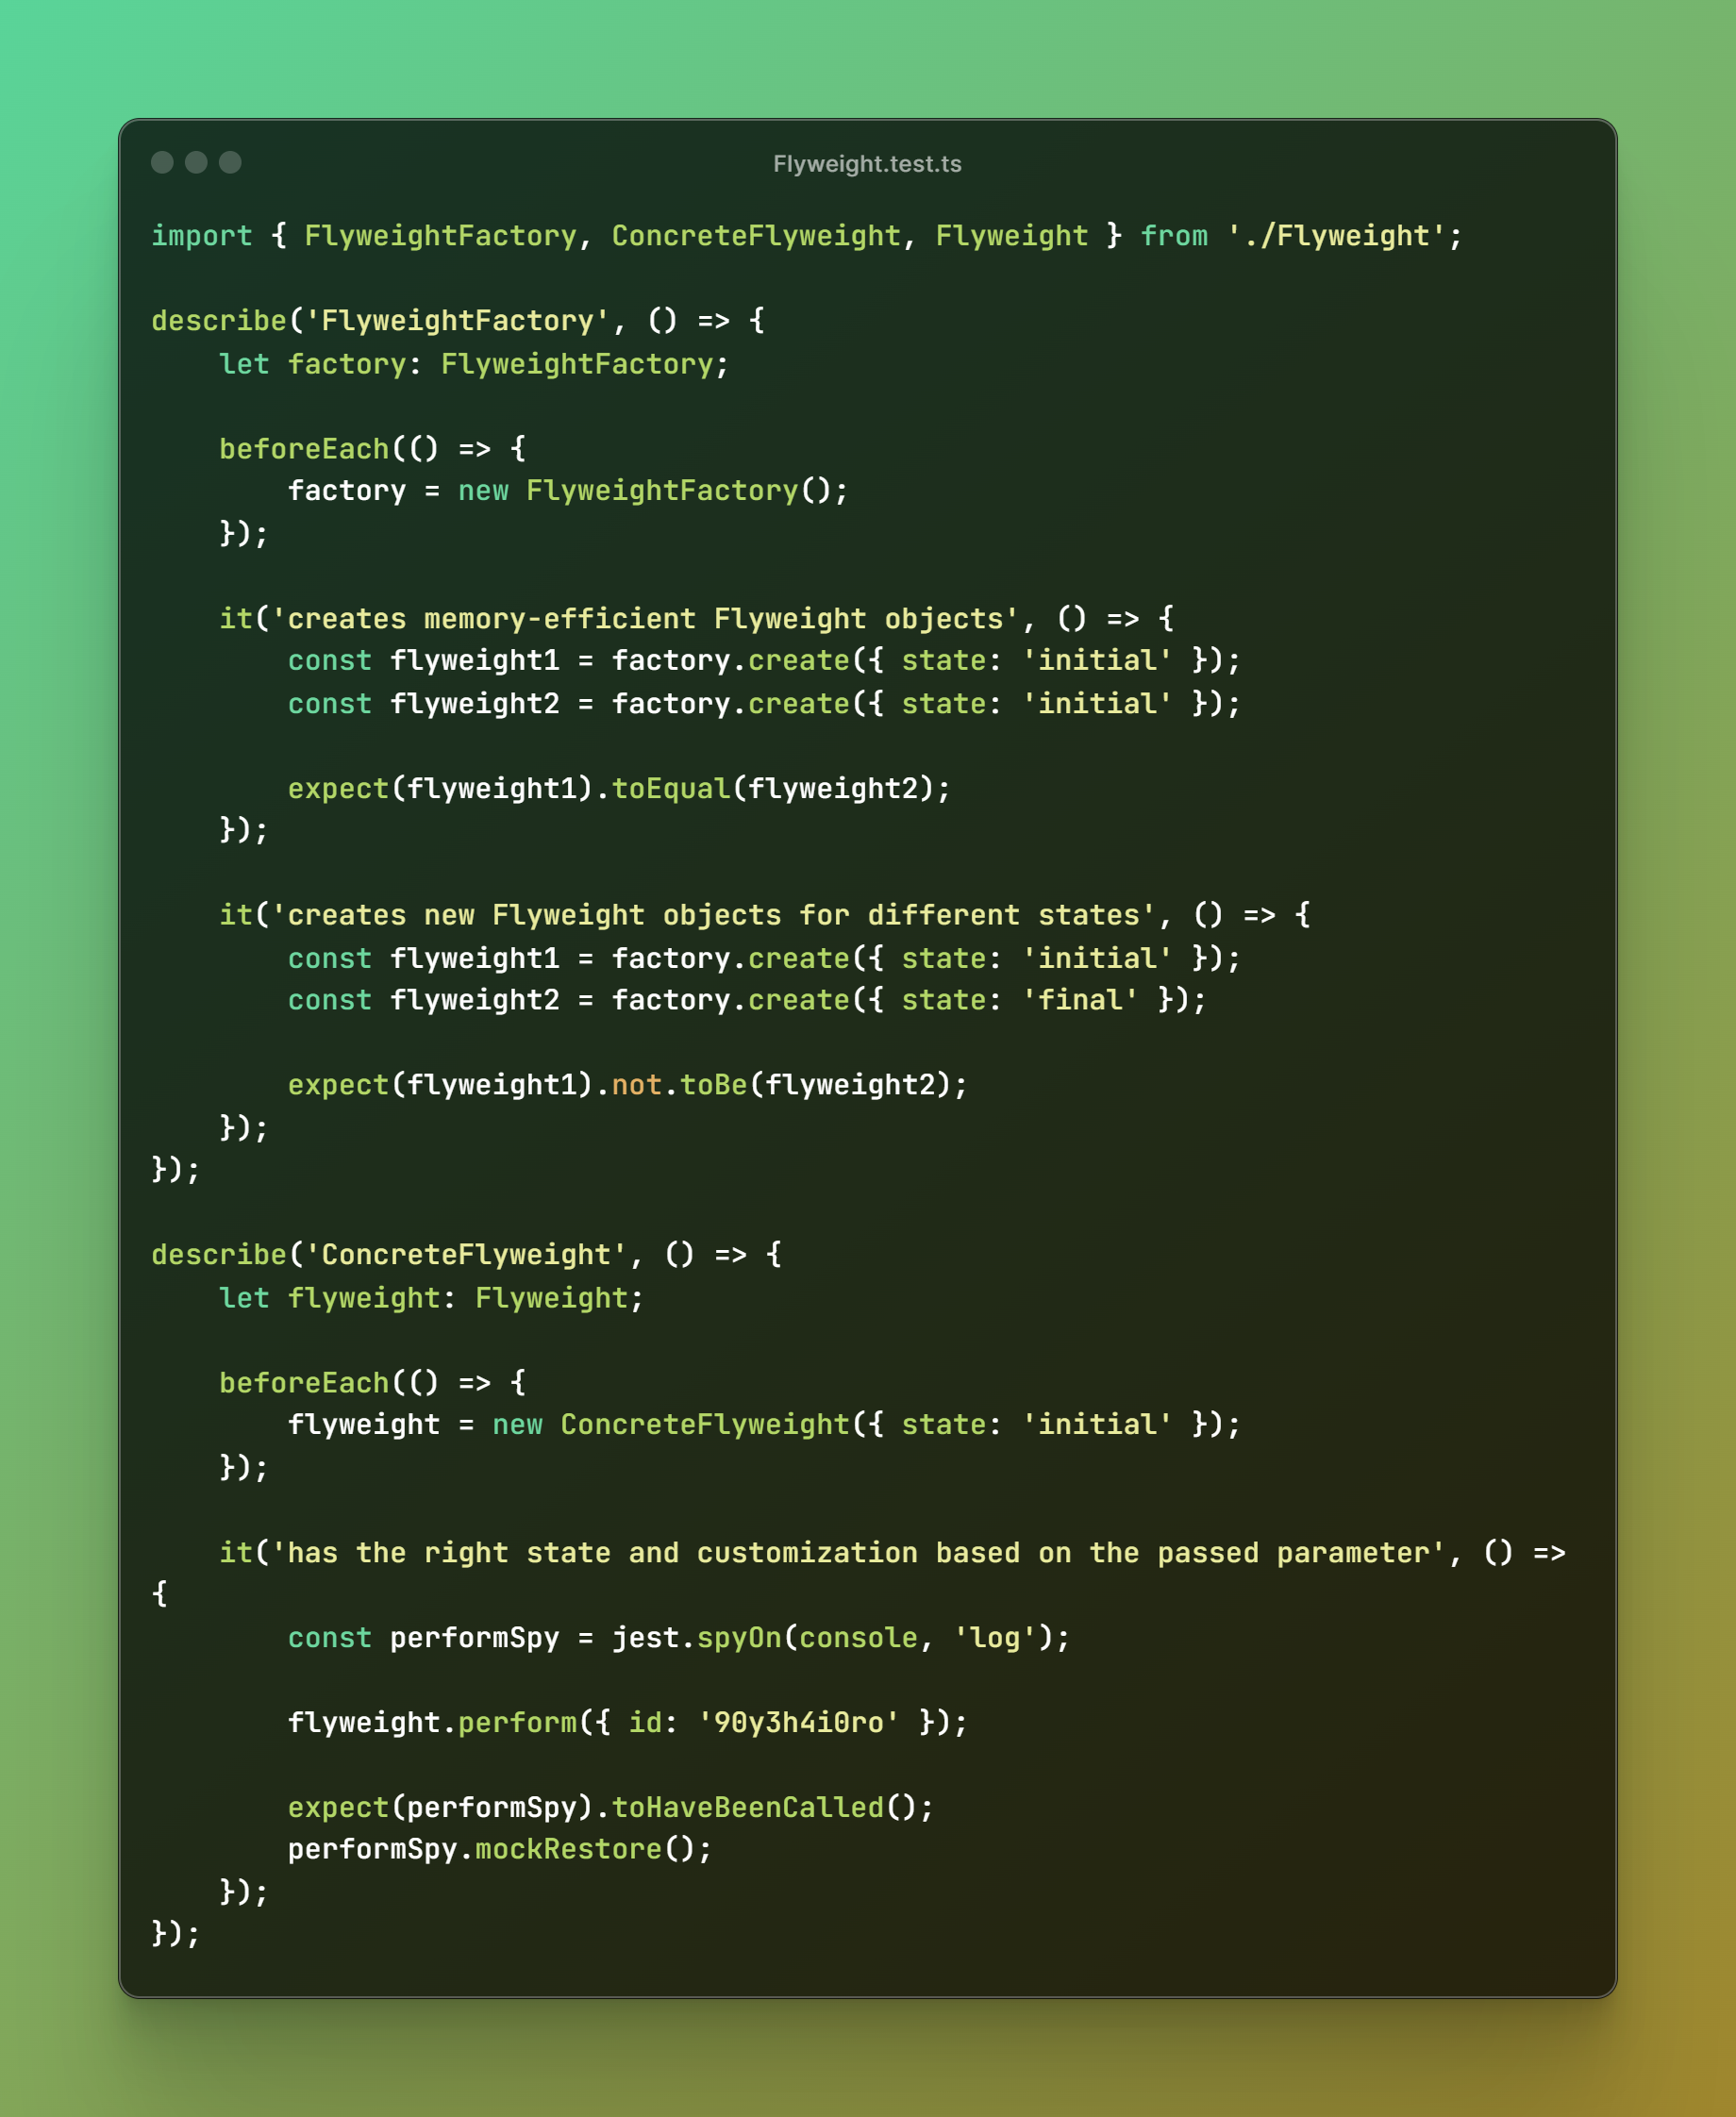 Flyweight.test.ts
import { FlyweightFactory, ConcreteFlyweight, Flyweight } from './Flyweight';
describe('FlyweightFactory', () => {
    let factory: FlyweightFactory;
    beforeEach(() => {
        factory = new FlyweightFactory();
    });
    it('creates memory-efficient Flyweight objects', () => {
        const flyweight1 = factory.create({ state: 'initial' });
        const flyweight2 = factory.create({ state: 'initial' });
        expect(flyweight1).toEqual(flyweight2);
    });
    it('creates new Flyweight objects for different states', () => {
        const flyweight1 = factory.create({ state: 'initial' });
        const flyweight2 = factory.create({ state: 'final' });
        expect(flyweight1).not.toBe(flyweight2);
    });
});
describe('ConcreteFlyweight', () => {
    let flyweight: Flyweight;
    beforeEach(() => {
        flyweight = new ConcreteFlyweight({ state: 'initial' });
    });
    it('has the right state and customization based on the passed parameter', () =>
{
        const performSpy = jest.spyOn(console, 'log');
        flyweight.perform({ id: '90y3h4i0ro' });
        expect(performSpy).toHaveBeenCalled();
        performSpy.mockRestore();
    });
});